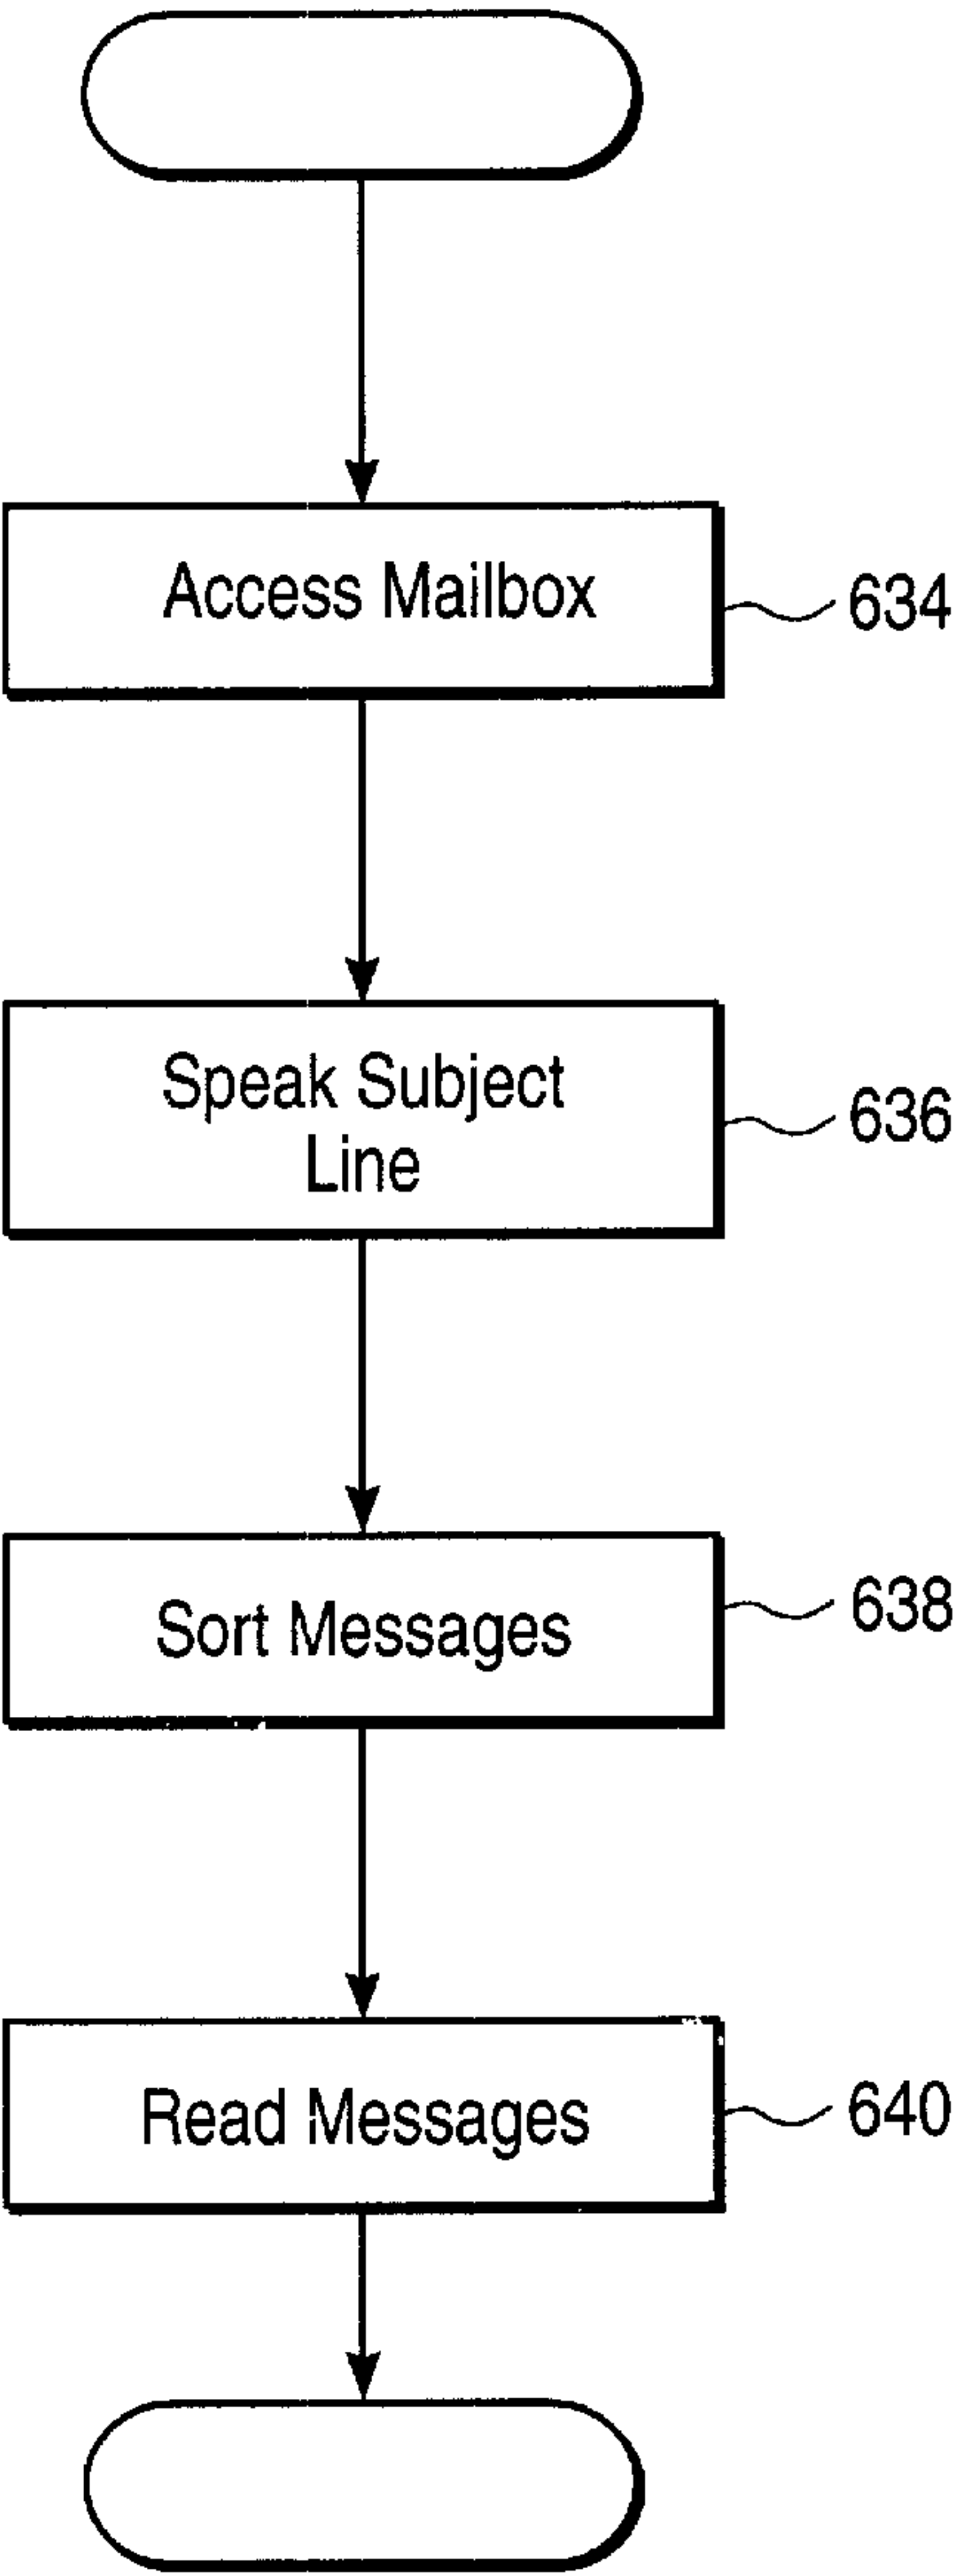 Access Mailbox
634
Speak Subject
Line
636
Sort Messages
638
Read Messages
640